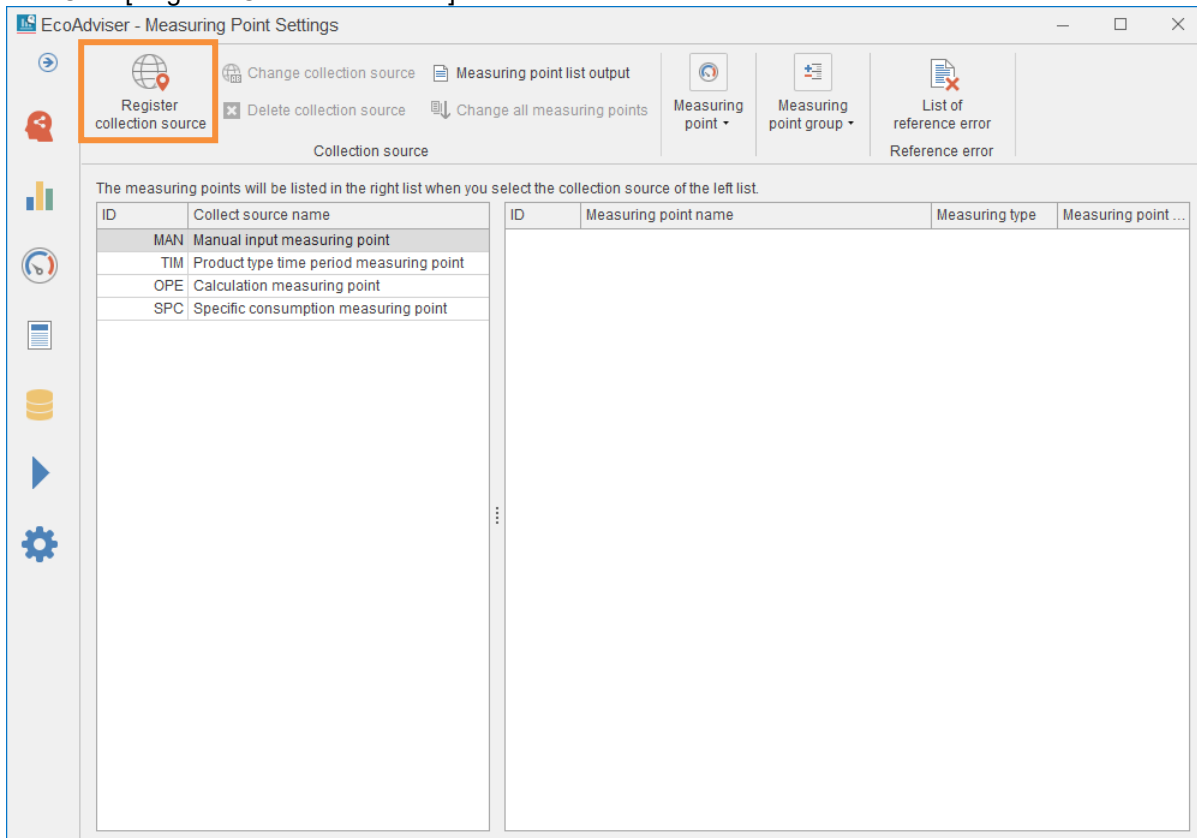 EcoAdviser - Measuring Point Settings
Register
collection source
Change collection source
Measuring point list output
Delete collection source
Change all measuring points
Collection source
Measuring
point
Measuring
point group
List of
reference error
Reference error
The measuring points will be listed in the right list when you select the collection source of the left list.
ID Collect source name
MAN Manual input measuring point
TIM Product type time period measuring point
OPE Calculation measuring point
SPC Specific consumption measuring point
ID Measuring point name Measuring type Measuring point ...